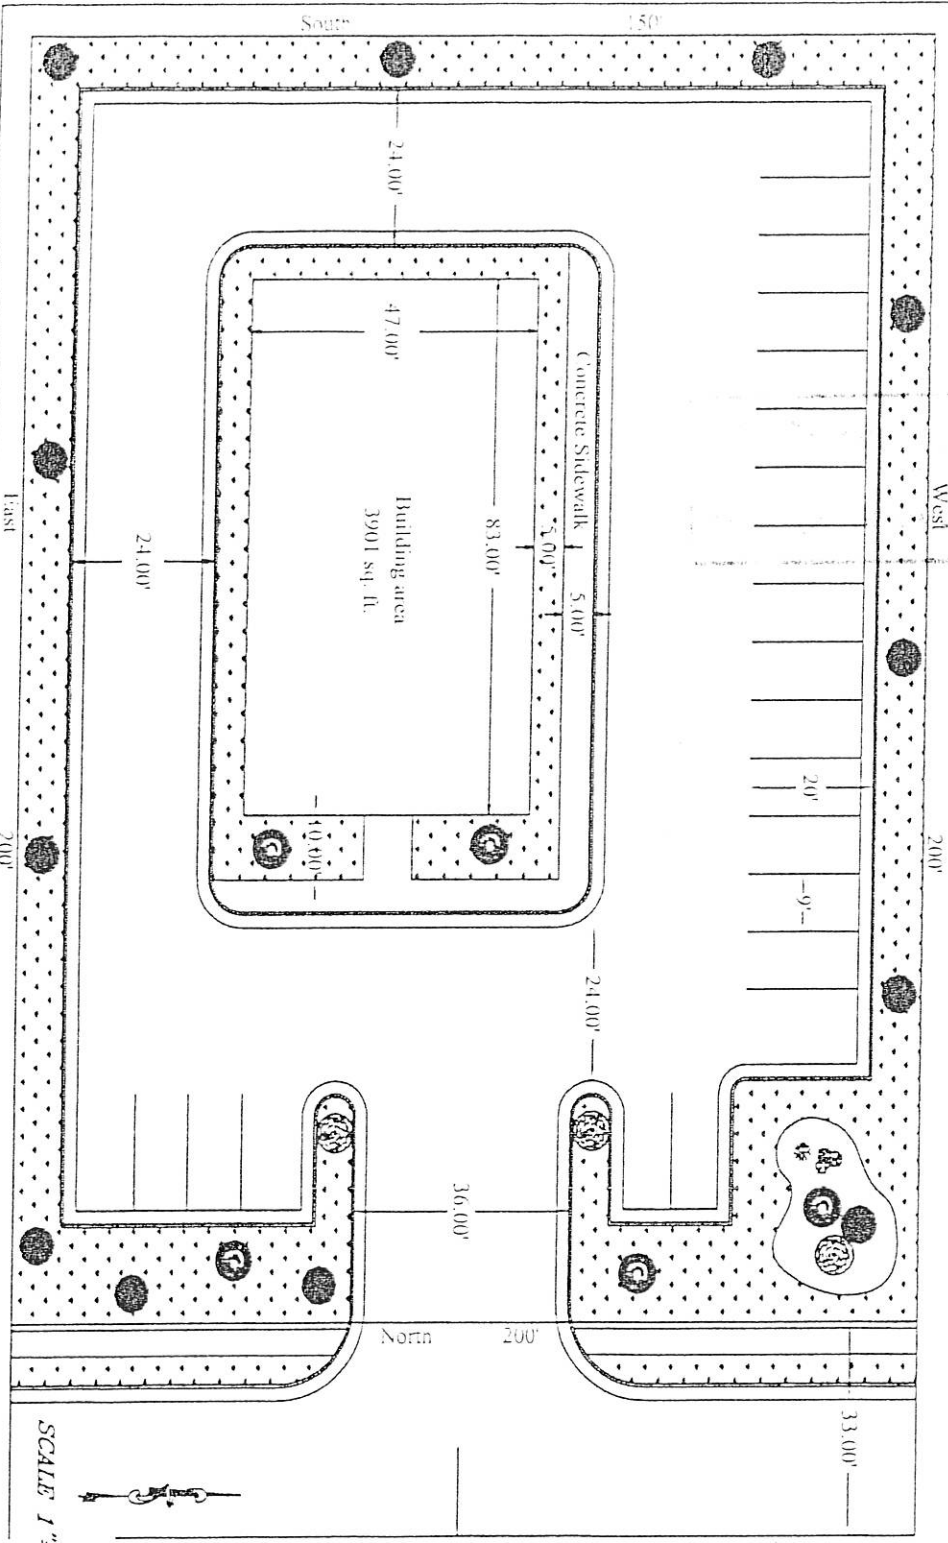 South
150'
West
200'
24.00'
47.00'
Concrete Sidewalk
5.00'
5.00'
83.00'
Building area
3901 sq. ft.
24.00'
East
200'
20'
9'
10.00'
24.00'
36.00'
North
200'
33.00'
SCALE 1"